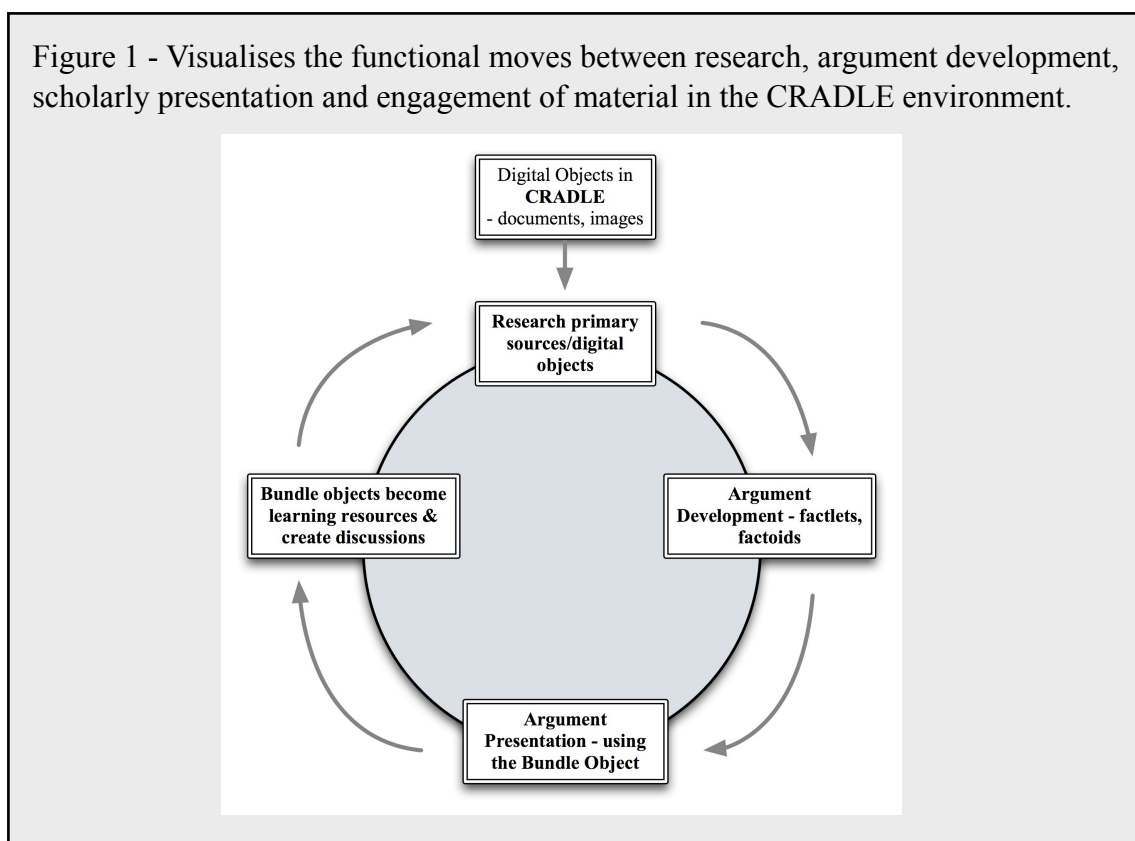 Figure 1 - Visualises the functional moves between research, argument development,
scholarly presentation and engagement of material in the CRADLE environment.
Digital Objects in
CRADLE
- documents, images
Research primary
sources/digital
objects
Bundle objects become
learning resources &
create discussions
Argument
Development - factlets,
factoids
Argument
Presentation - using
the Bundle Object